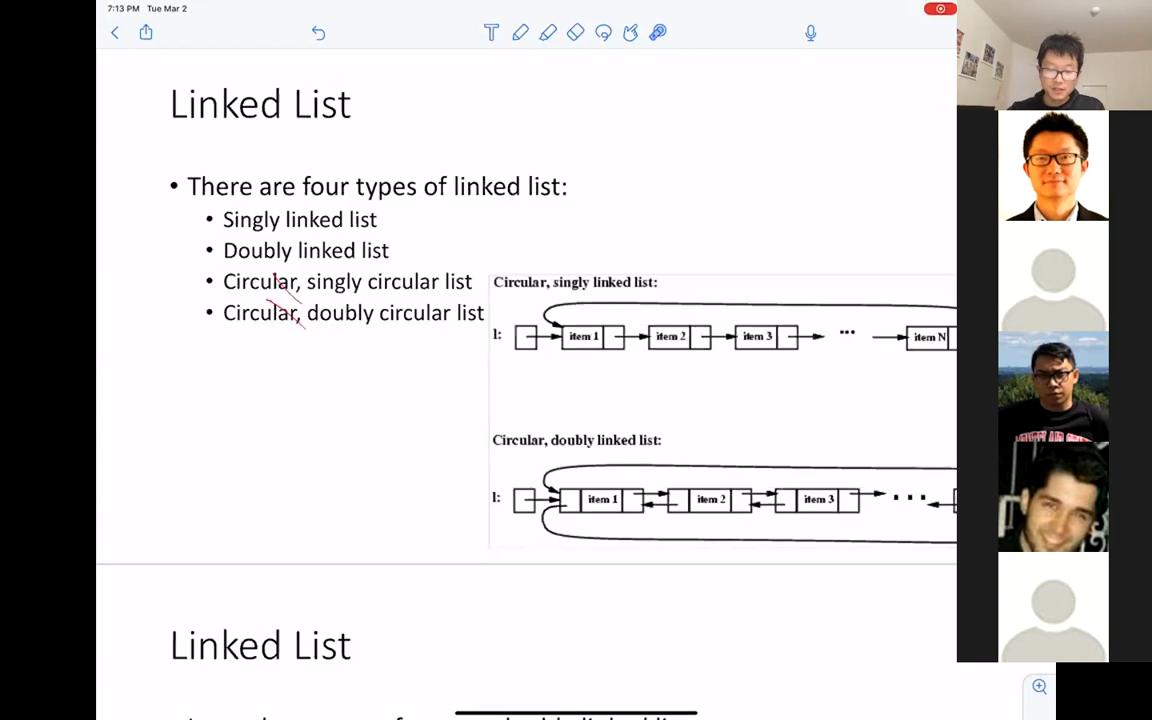 7:13 PM Tue Mar 2
Linked List
• There are four types of linked list:
• Singly linked list
• Doubly linked list
• Circular, singly circular list
• Circular, doubly circular list
Circular, singly linked list:
l: item 1 item 2 item 3 ... item N
Circular, doubly linked list:
l: item 1 item 2 item 3 ...
Linked List